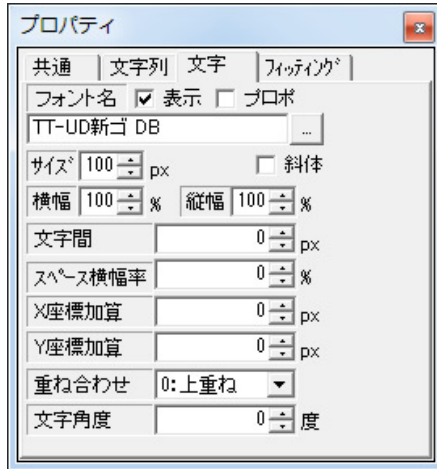 プロパティ
共通 文字列 文字 フィッティング
フォント名 表示 プロポ
TT-UD新ゴ DB ...
サイズ 100 px 斜体
横幅 100 % 縦幅 100 %
文字間 0 px
スペース横幅率 0 %
X座標加算 0 px
Y座標加算 0 px
重ね合わせ 0:上重ね
文字角度 0 度